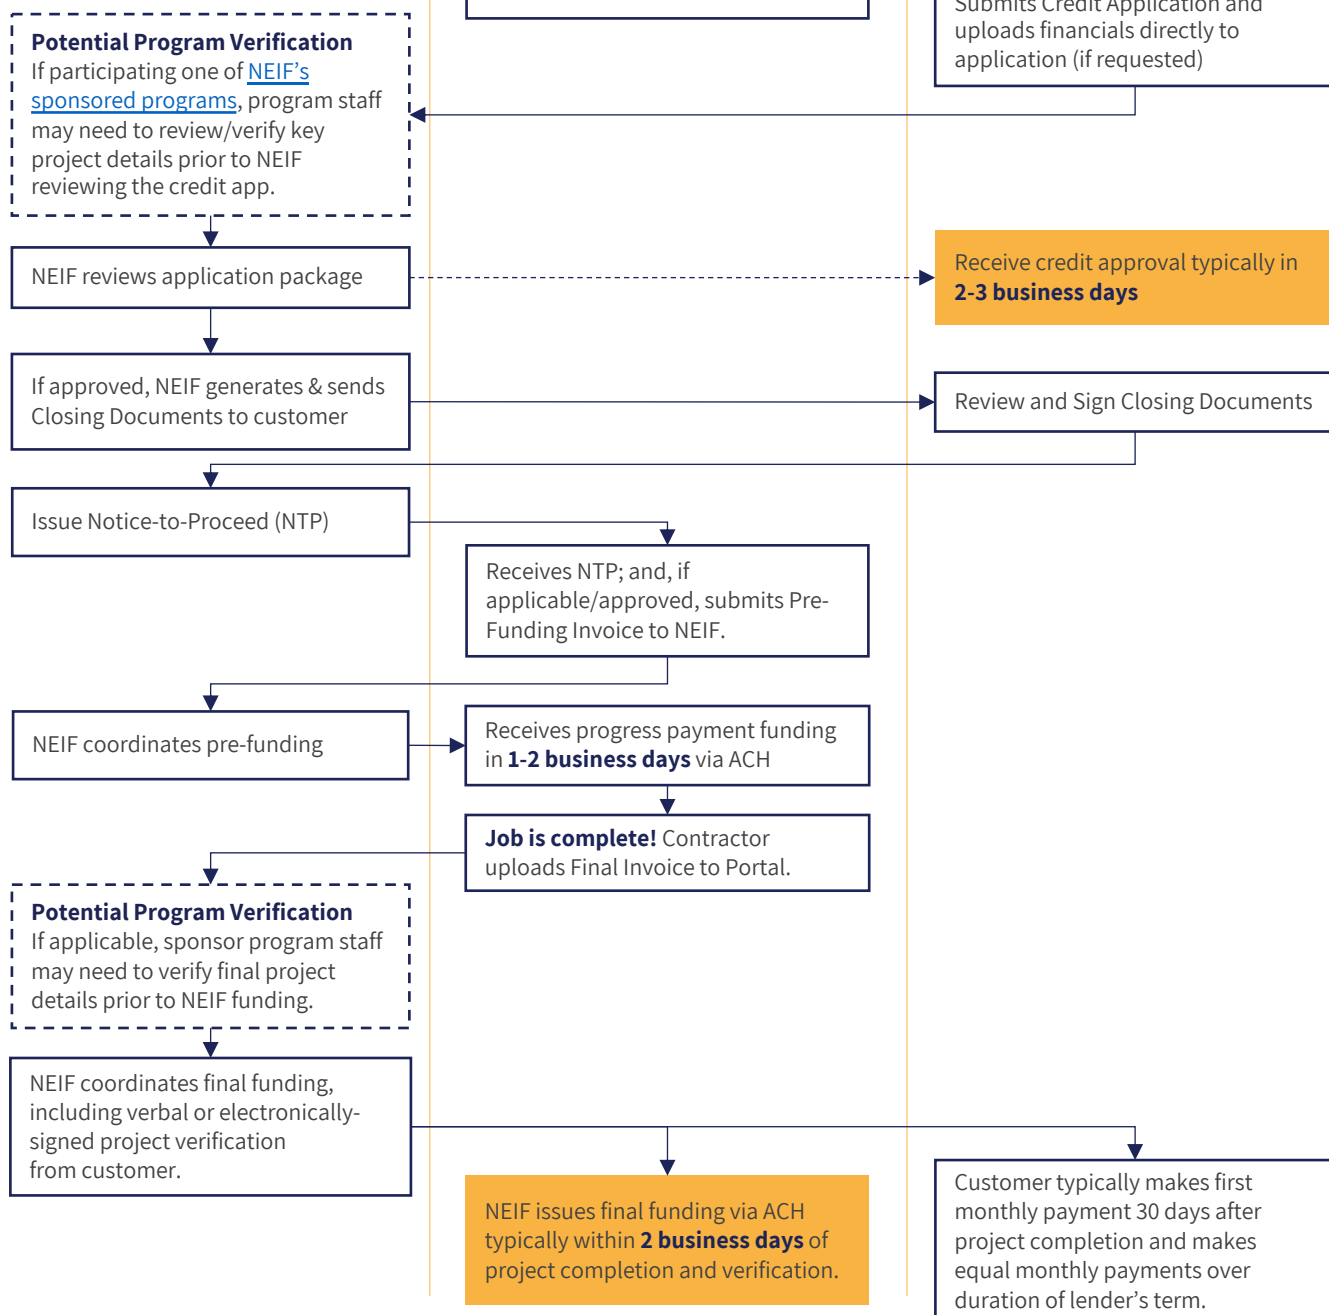 Submits Credit Application and
uploads financials directly to
application (if requested)
Potential Program Verification
If participating one of NEIF’s
sponsored programs, program staff
may need to review/verify key
project details prior to NEIF
reviewing the credit app.
NEIF reviews application package
Receive credit approval typically in
2-3 business days
If approved, NEIF generates & sends
Closing Documents to customer
Review and Sign Closing Documents
Issue Notice-to-Proceed (NTP)
Receives NTP; and, if
applicable/approved, submits Pre-
Funding Invoice to NEIF.
NEIF coordinates pre-funding
Receives progress payment funding
in 1-2 business days via ACH
Job is complete! Contractor
uploads Final Invoice to Portal.
Potential Program Verification
If applicable, sponsor program staff
may need to verify final project
details prior to NEIF funding.
NEIF coordinates final funding,
including verbal or electronically-
signed project verification
from customer.
NEIF issues final funding via ACH
typically within 2 business days of
project completion and verification.
Customer typically makes first
monthly payment 30 days after
project completion and makes
equal monthly payments over
duration of lender’s term.